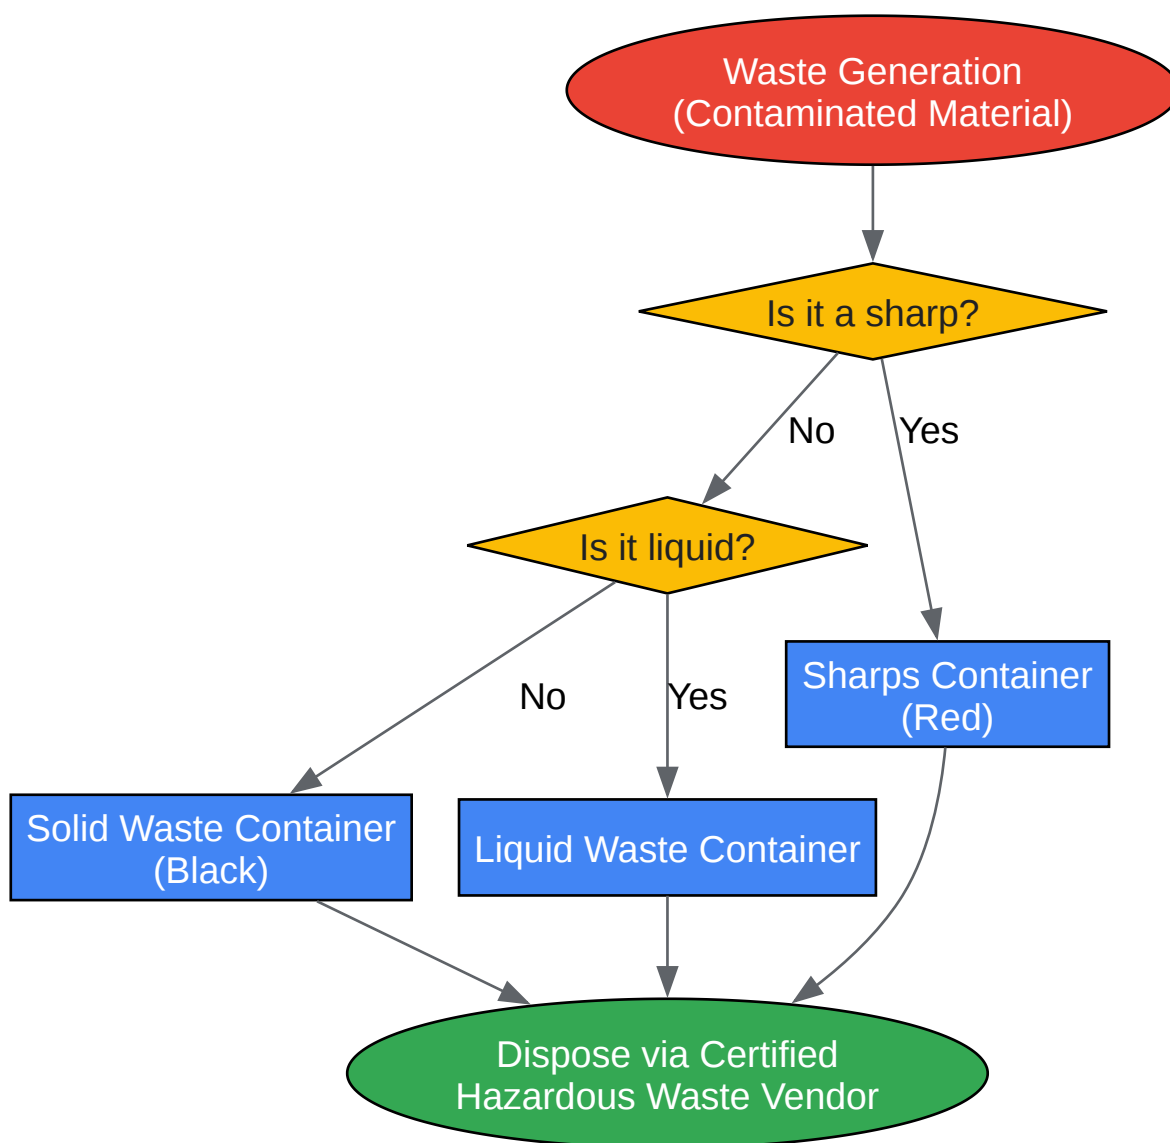 Waste Generation
(Contaminated Material)
Is it a sharp?
No
Yes
Is it liquid?
No
Yes
Sharps Container
(Red)
Solid Waste Container
(Black)
Liquid Waste Container
Dispose via Certified
Hazardous Waste Vendor